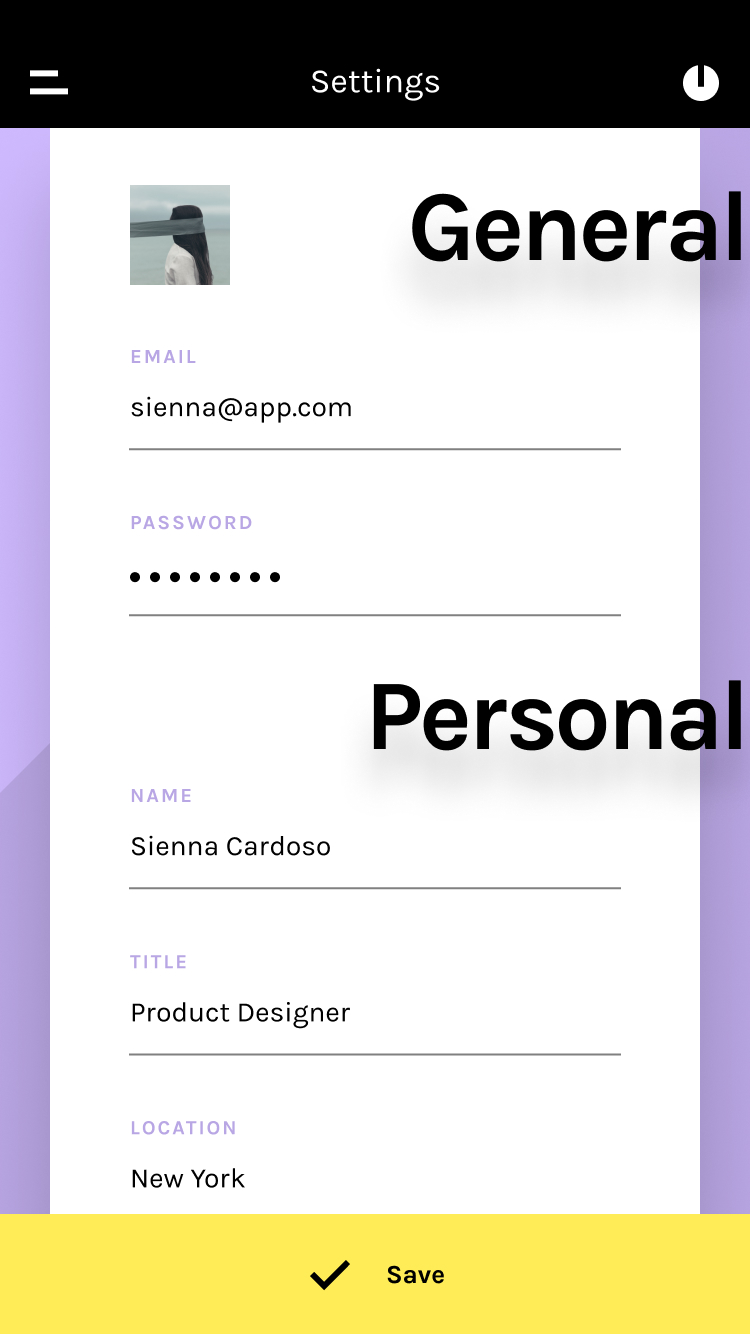 Settings
General
EMAIL
sienna@app.com
PASSWORD
••••••••
Personal
NAME
Sienna Cardoso
TITLE
Product Designer
LOCATION
New York
Save